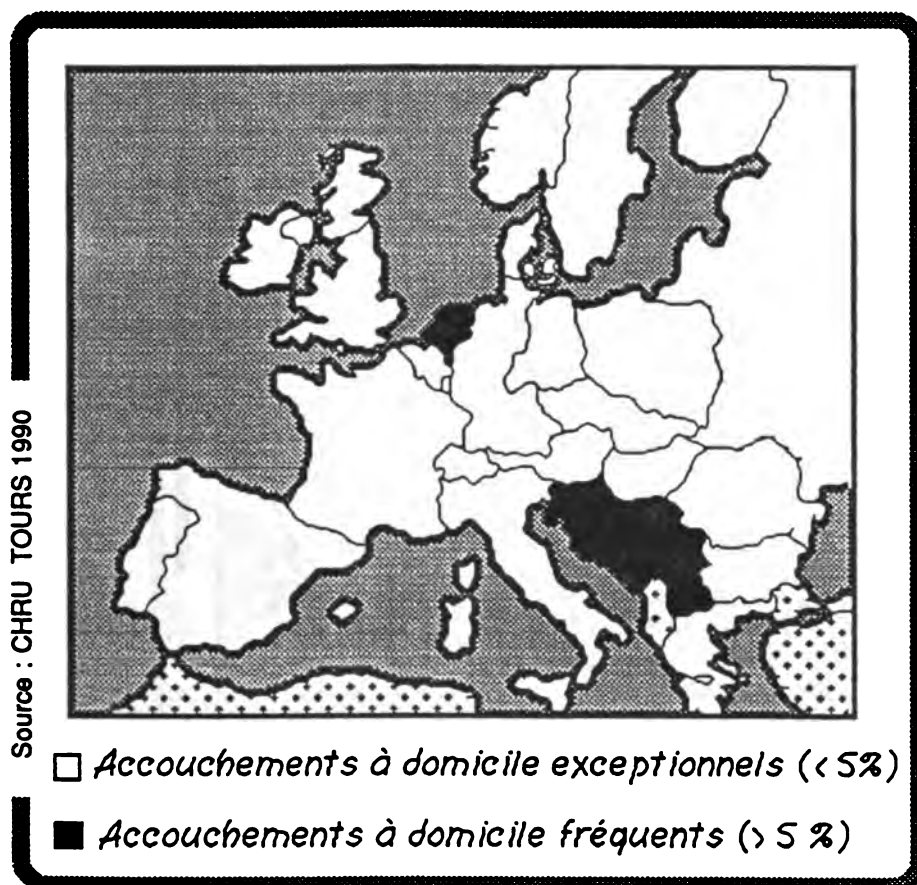 Source : CHRU TOURS 1990
Accouchements à domicile exceptionnels (< 5%)
Accouchements à domicile fréquents (> 5 %)